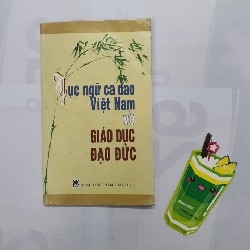 Tục ngữ ca dao
Việt Nam
về
GIÁO DỤC
ĐẠO ĐỨC